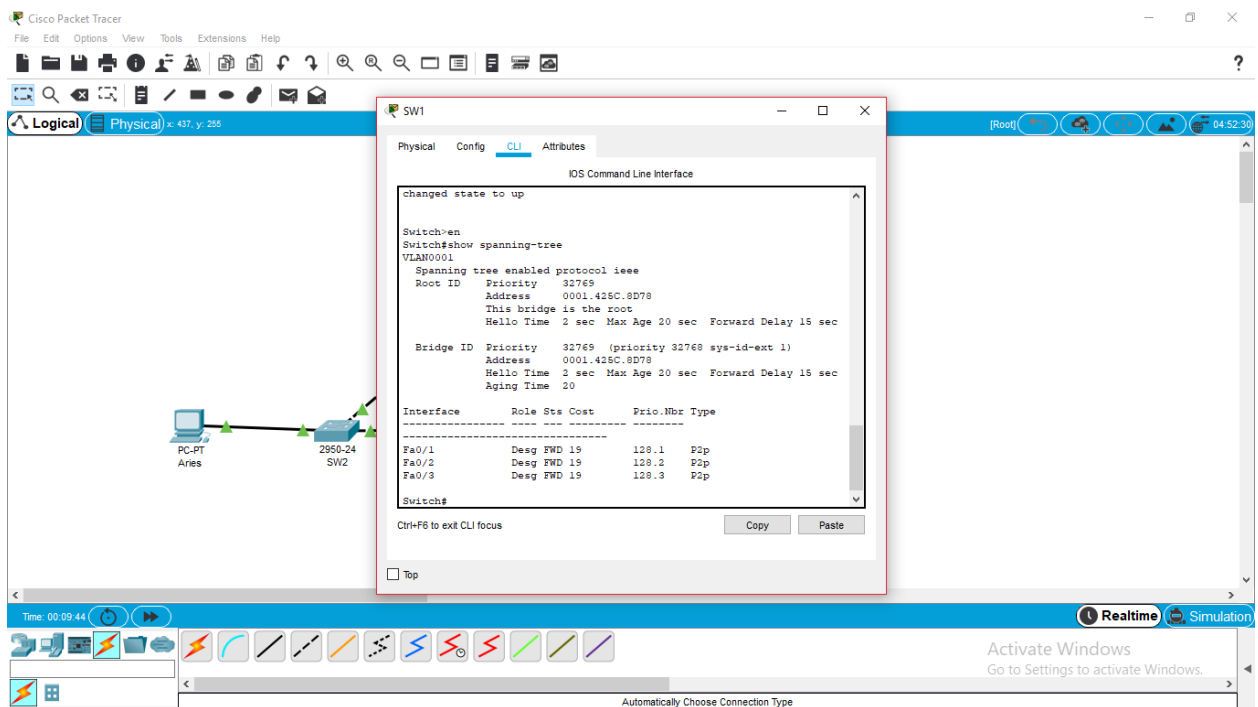 Cisco Packet Tracer
File Edit Options View Tools Extensions Help
?
Logical Physical x: 437, y: 255
[Root] 04:52:30
SW1
Physical Config CLI Attributes
IOS Command Line Interface
changed state to up
Switch>en
Switch#show spanning-tree
VLAN0001
Spanning tree enabled protocol ieee
Root ID Priority 32769
Address 0001.425C.8D78
This bridge is the root
Hello Time 2 sec Max Age 20 sec Forward Delay 15 sec
Bridge ID Priority 32769 (priority 32768 sys-id-ext 1)
Address 0001.425C.8D78
Hello Time 2 sec Max Age 20 sec Forward Delay 15 sec
Aging Time 20
Interface Role Sts Cost Prio.Nbr Type
---------------- ---- --- --------- --------
--------------------------------
Fa0/1 Desg FWD 19 128.1 P2p
Fa0/2 Desg FWD 19 128.2 P2p
Fa0/3 Desg FWD 19 128.3 P2p
Switch#
Ctrl+F6 to exit CLI focus
Copy Paste
Top
PC-PT
Aries
2950-24
SW2
Time: 00:09:44
Realtime Simulation
Activate Windows
Go to Settings to activate Windows.
Automatically Choose Connection Type